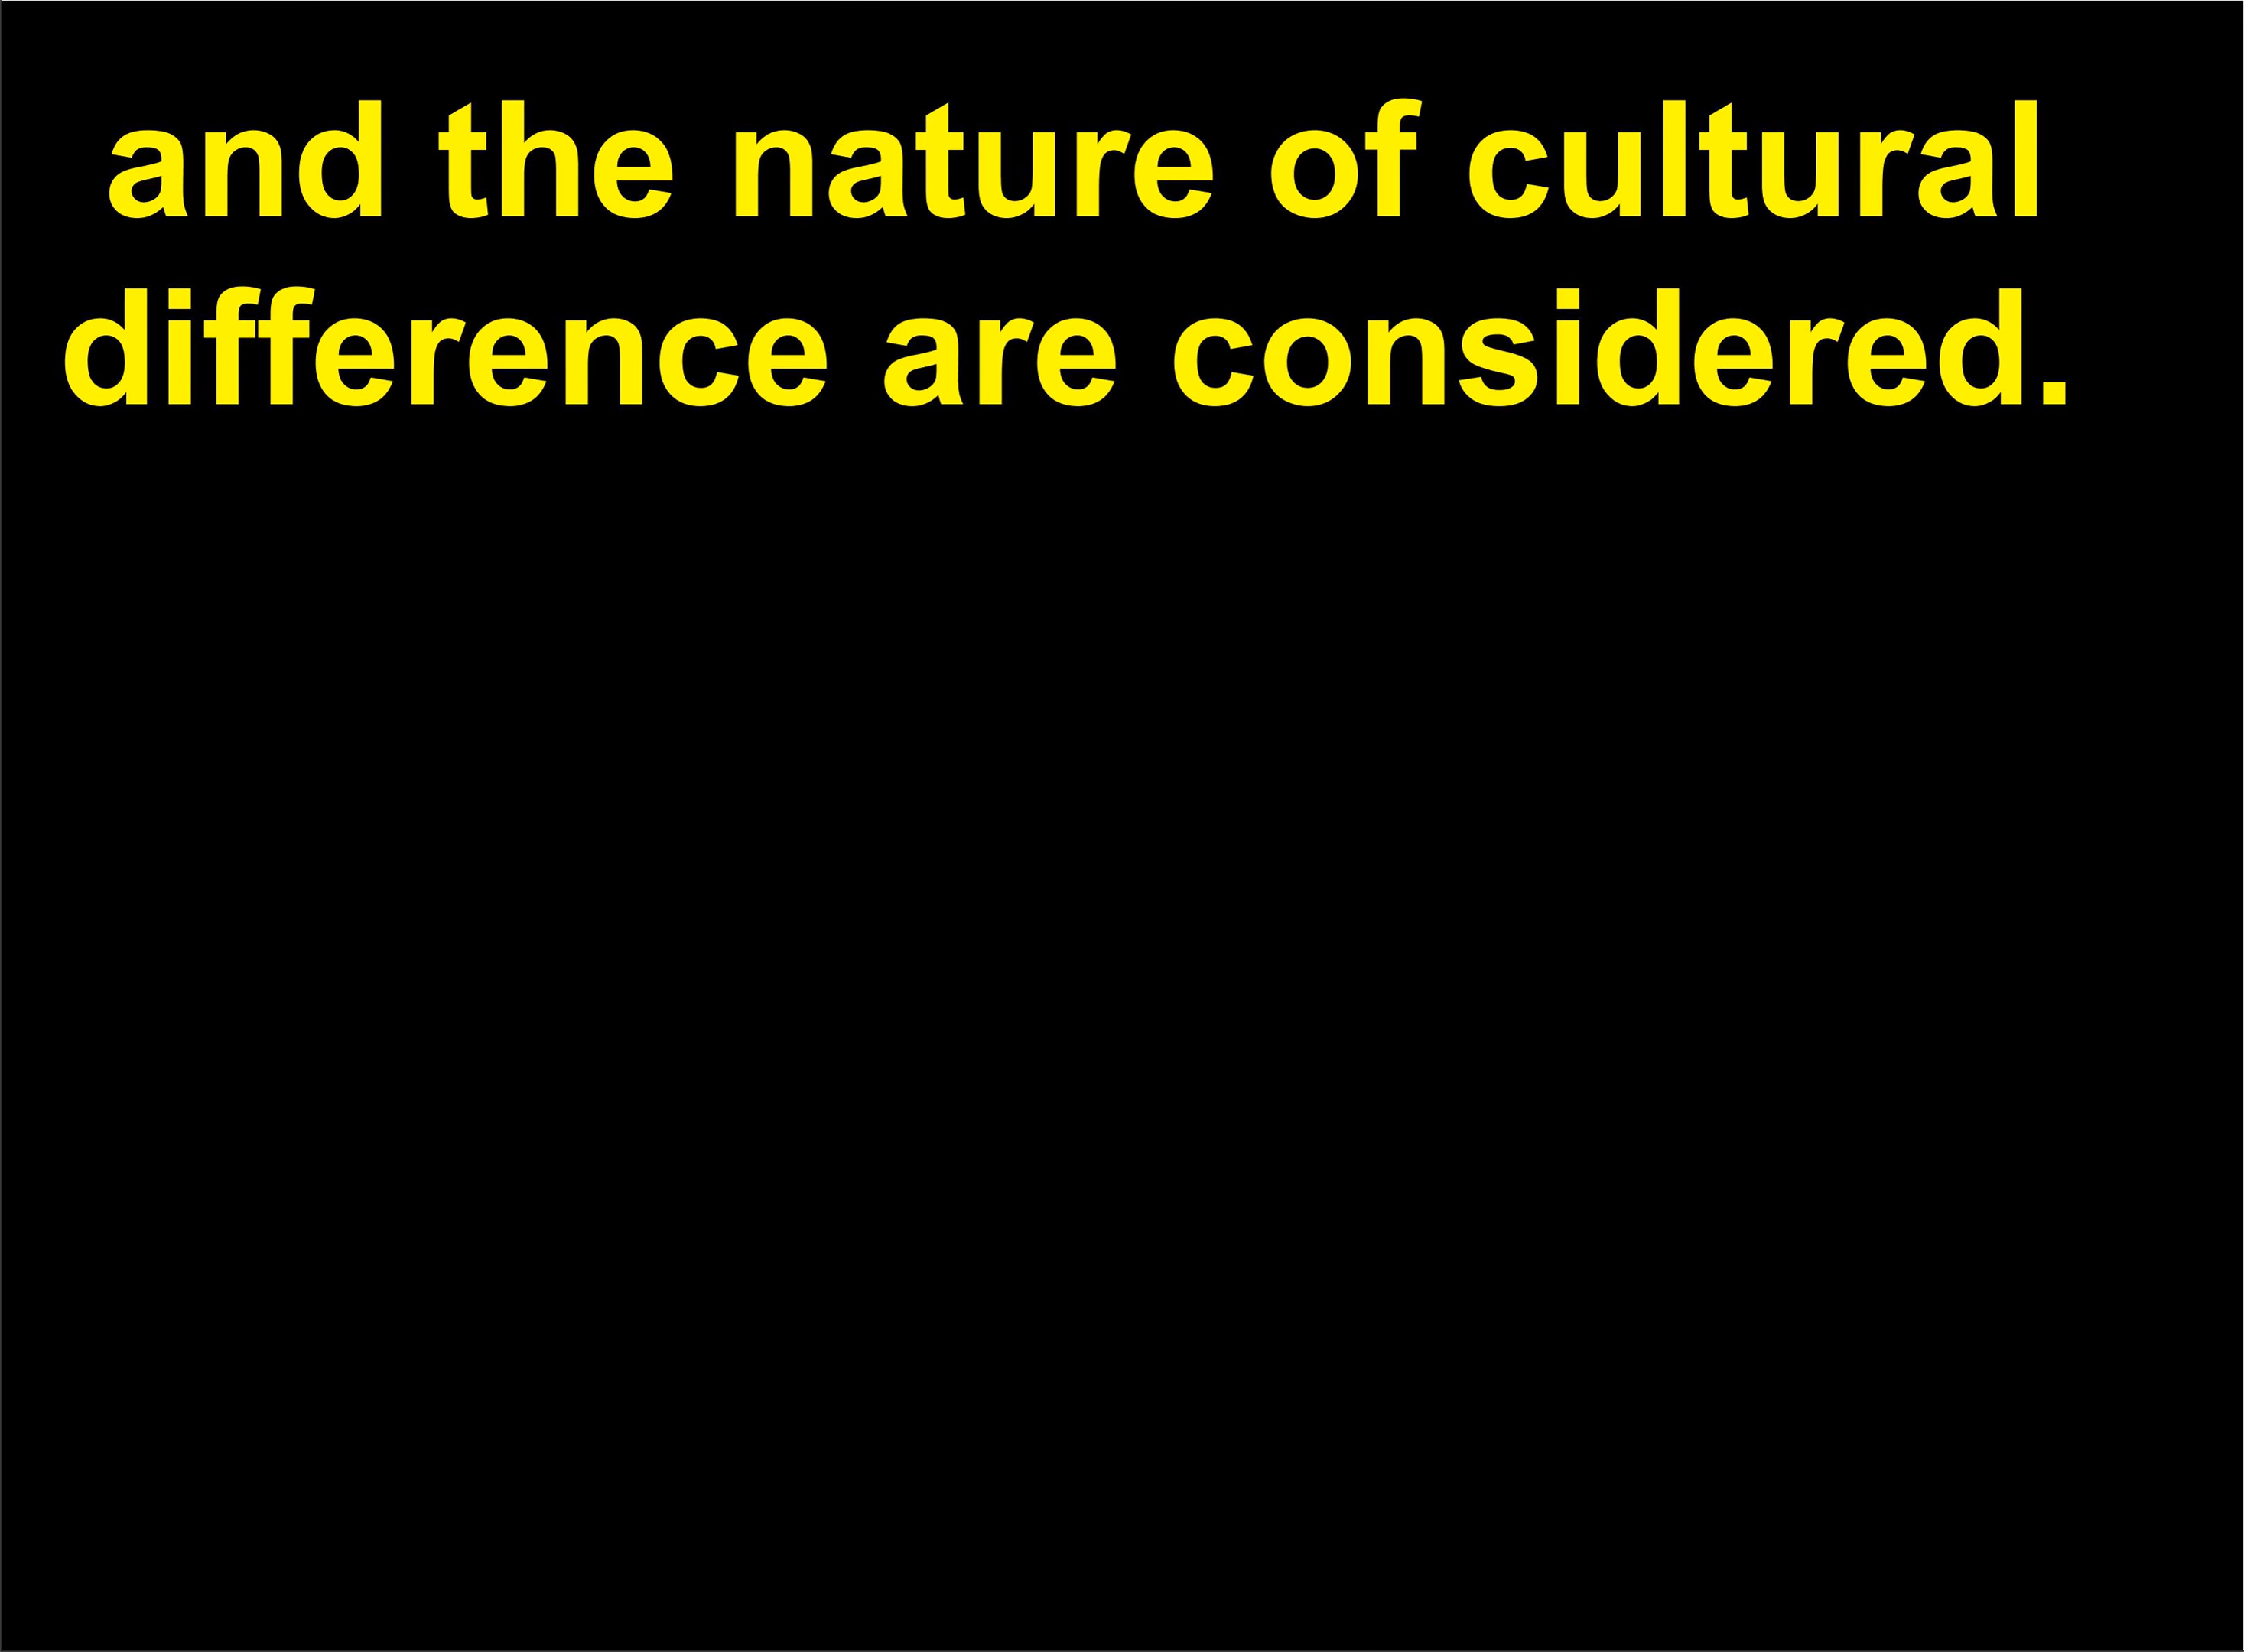 and the nature of cultural
difference are considered.